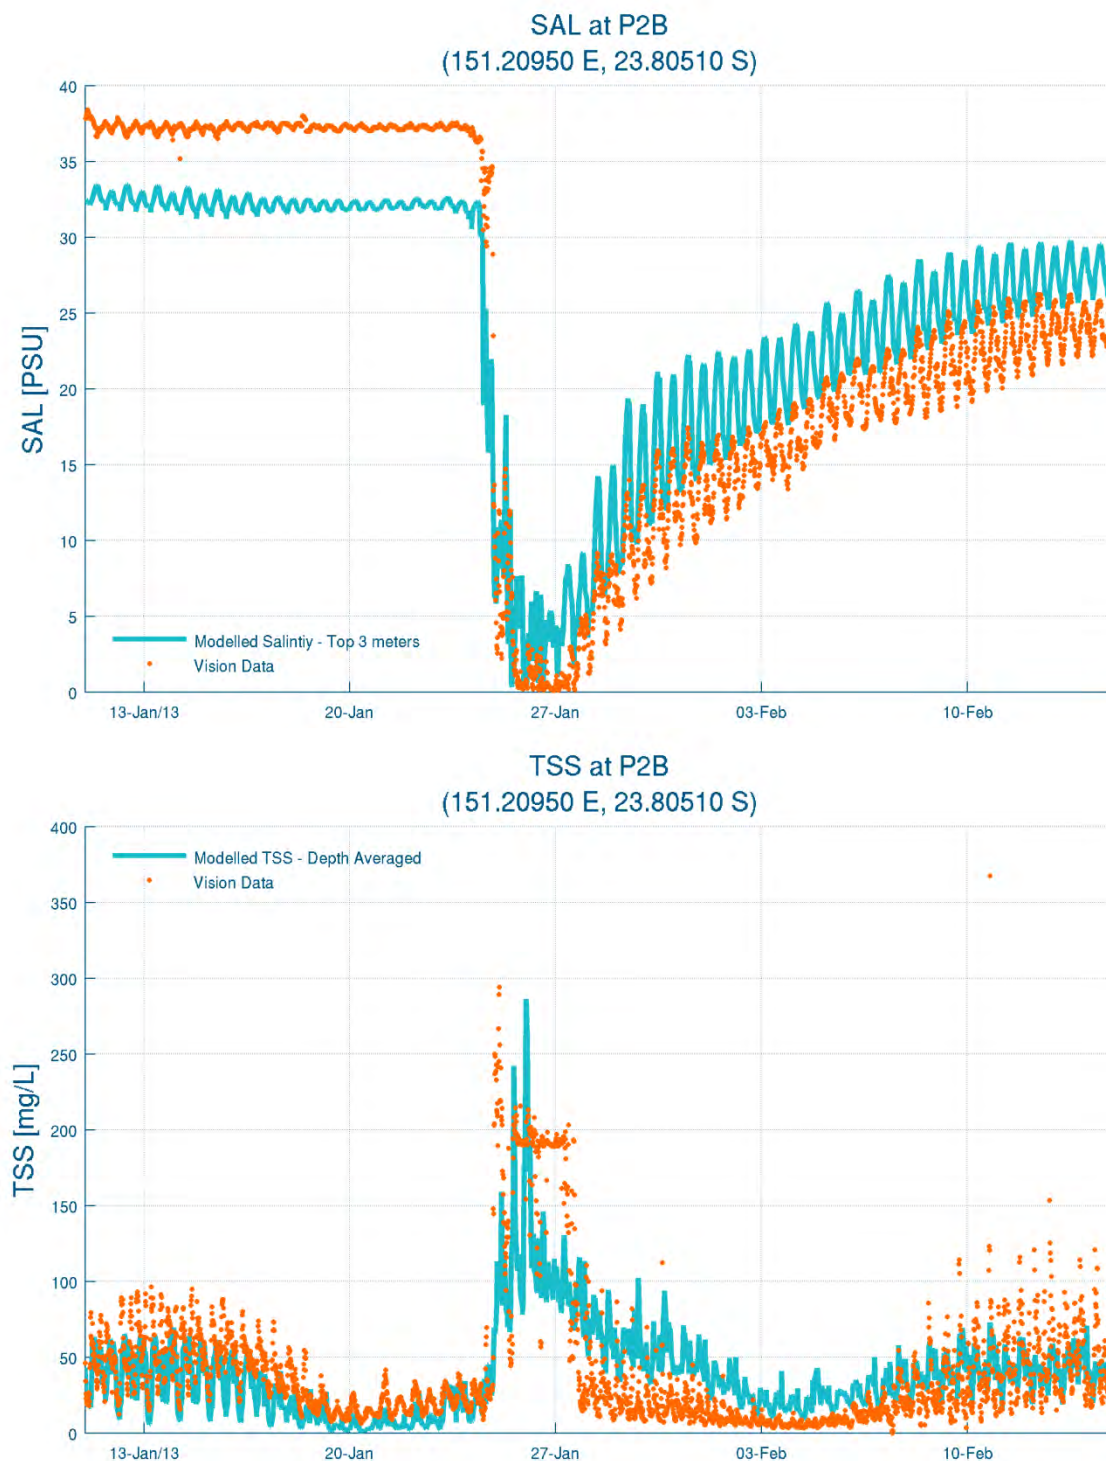 SAL at P2B
(151.20950 E, 23.80510 S)
40
35
30
25
20
15
10
5
0
SAL [PSU]
Modelled Salintiy - Top 3 meters
Vision Data
13-Jan/13 20-Jan 27-Jan 03-Feb 10-Feb
TSS at P2B
(151.20950 E, 23.80510 S)
400
350
300
250
200
150
100
50
0
TSS [mg/L]
Modelled TSS - Depth Averaged
Vision Data
13-Jan/13 20-Jan 27-Jan 03-Feb 10-Feb